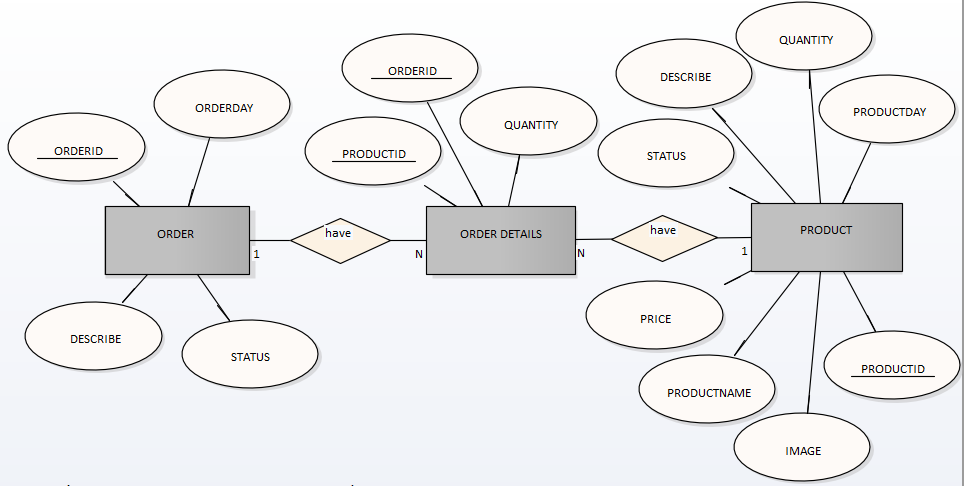 QUANTITY
ORDERID
DESCRIBE
ORDERDAY
PRODUCTDAY
QUANTITY
ORDERID
PRODUCTID
STATUS
ORDER
have
ORDER DETAILS
have
PRODUCT
1
N
N
1
PRICE
DESCRIBE
STATUS
PRODUCTID
PRODUCTNAME
IMAGE